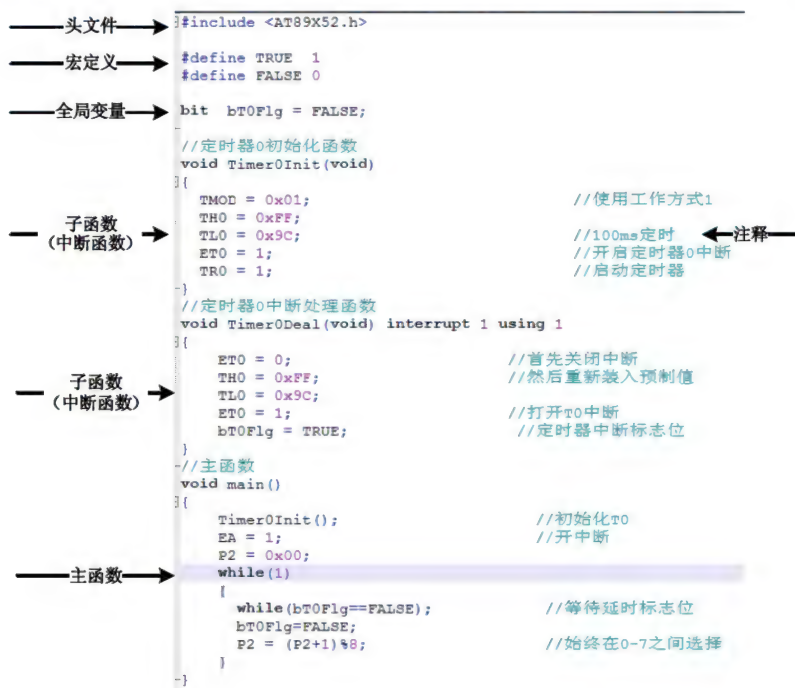 头文件
#include <AT89X52.h>
宏定义
#define TRUE 1
#define FALSE 0
全局变量
bit bT0Flg = FALSE;
//定时器0初始化函数
void Timer0Init(void)
{
TMOD = 0x01; //使用工作方式1
TH0 = 0xFF;
子函数
(中断函数)
TL0 = 0x9C; //100ms定时
注释
ET0 = 1; //开启定时器0中断
TR0 = 1; //启动定时器
}
//定时器0中断处理函数
void Timer0Deal(void) interrupt 1 using 1
{
ET0 = 0; //首先关闭中断
TH0 = 0xFF; //然后重新装入预制值
子函数
(中断函数)
TL0 = 0x9C;
ET0 = 1; //打开T0中断
bT0Flg = TRUE; //定时器中断标志位
}
//主函数
void main()
{
Timer0Init(); //初始化T0
EA = 1; //开中断
P2 = 0x00;
主函数
while(1)
{
while(bT0Flg==FALSE); //等待延时标志位
bT0Flg=FALSE;
P2 = (P2+1)%8; //始终在0-7之间选择
}
}